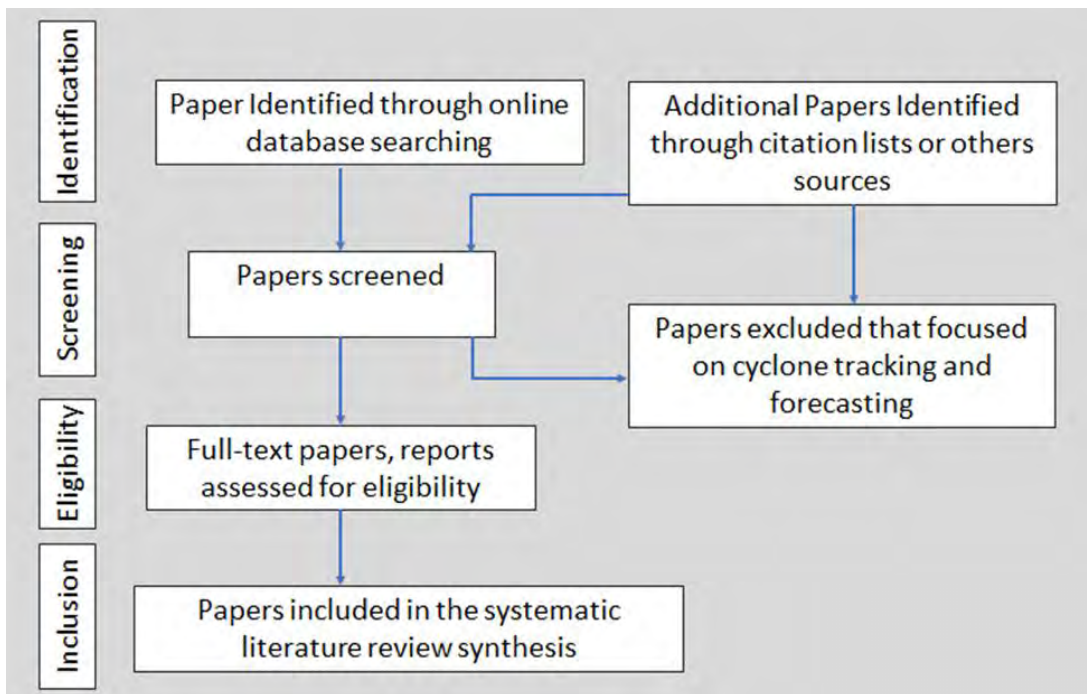 Identification
Paper Identified through online
database searching
Additional Papers Identified
through citation lists or others
sources
Screening
Papers screened
Papers excluded that focused
on cyclone tracking and
forecasting
Eligibility
Full-text papers, reports
assessed for eligibility
Inclusion
Papers included in the systematic
literature review synthesis